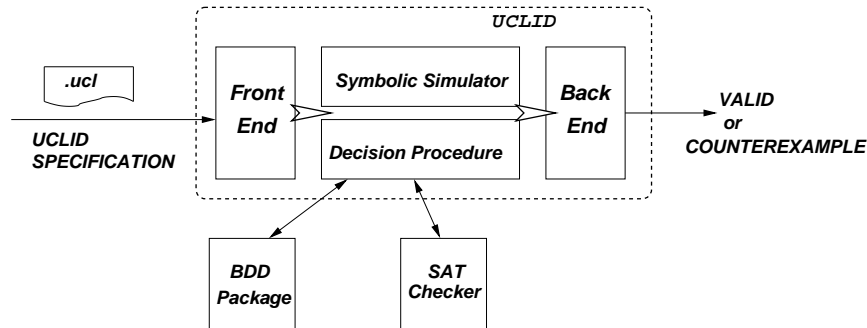 UCLID
.ucl
UCLID
SPECIFICATION
Front
End
Symbolic Simulator
Decision Procedure
Back
End
VALID
or
COUNTEREXAMPLE
BDD
Package
SAT
Checker